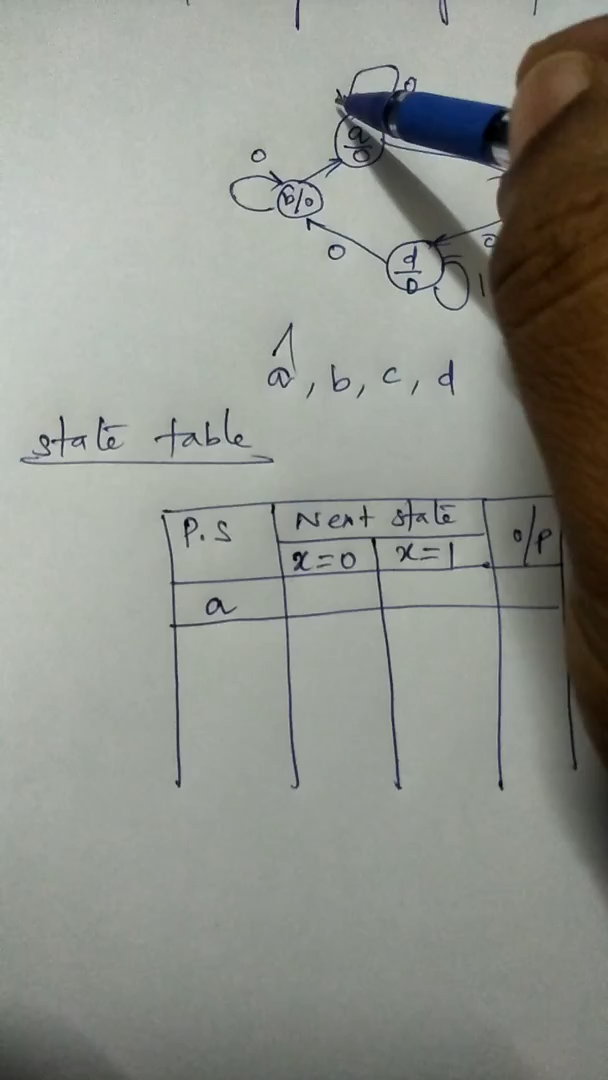 0
a/0
0
b/0
0
0
d/0
1
a, b, c, d
state table
P.S
Next state
o/p
x=0
x=1
a